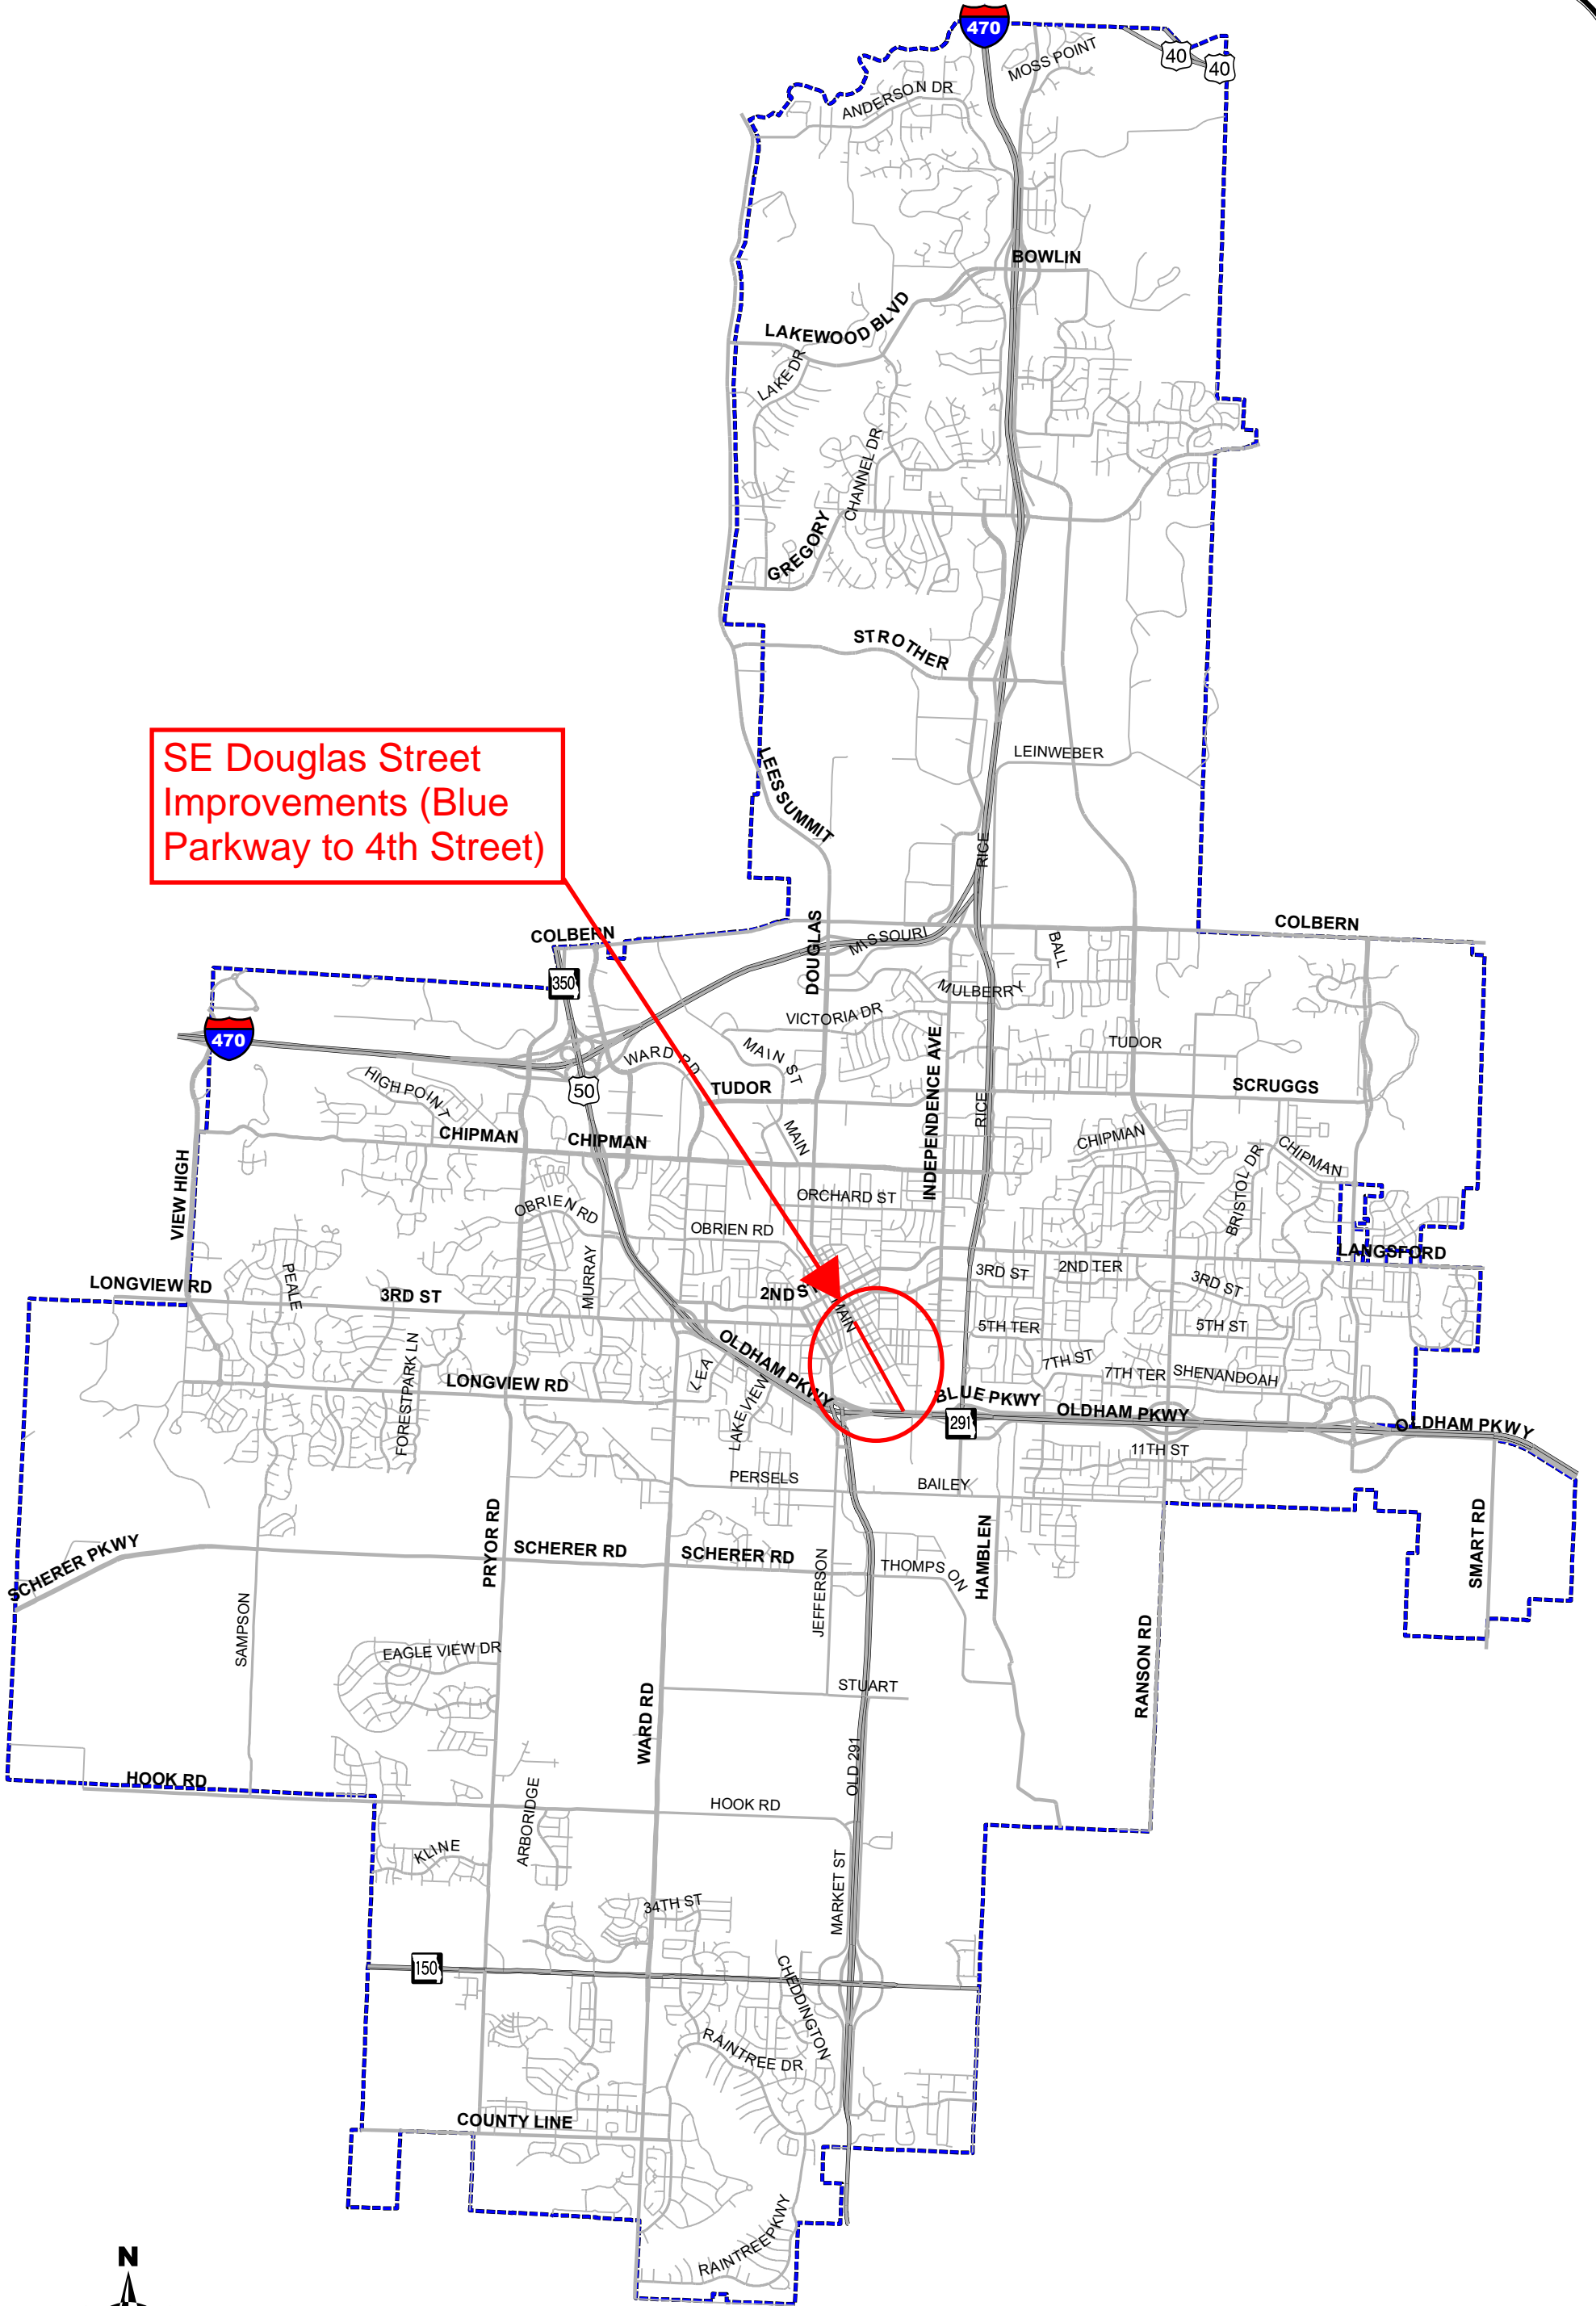 470
40
40
MOSS POINT
ANDERSON DR
BOWLIN
LAKEWOOD BLVD
LAKE DR
CHANNEL DR
GREGORY
STROTHER
LEINWEBER
SE Douglas Street
Improvements (Blue
Parkway to 4th Street)
LEESSUMMIT
RICE
COLBERN
DOUGLAS
MISSOURI
BALL
COLBERN
350
MULBERRY
VICTORIA DR
470
WARD RD
MAIN ST
INDEPENDENCE AVE
TUDOR
50
HIGH POINT
TUDOR
SCRUGGS
RICE
CHIPMAN
CHIPMAN
MAIN
CHIPMAN
CHIPMAN
VIEW HIGH
BRISTOL DR
ORCHARD ST
OBRIEN RD
OBRIEN RD
LANGSFORD
MURRAY
3RD ST
2ND TER
3RD ST
LONGVIEW RD
PEALE
3RD ST
2ND ST
MAIN
5TH TER
5TH ST
FORESTPARK LN
OLDHAM PKWY
LEA
7TH ST
7TH TER
SHENANDOAH
LONGVIEW RD
LAKEVIEW
BLUE PKWY
OLDHAM PKWY
291
OLDHAM PKWY
11TH ST
PERSELS
BAILEY
PRYOR RD
SCHERER RD
SCHERER RD
SCHERER PKWY
JEFFERSON
THOMPSON
HAMBLEN
SMART RD
SAMPSON
EAGLE VIEW DR
STUART
RANSON RD
WARD RD
OLD 291
HOOK RD
HOOK RD
ARBORIDGE
KLINE
MARKET ST
34TH ST
150
CHEDDINGTON
RAINTREE DR
COUNTY LINE
RAINTREE PKWY
N